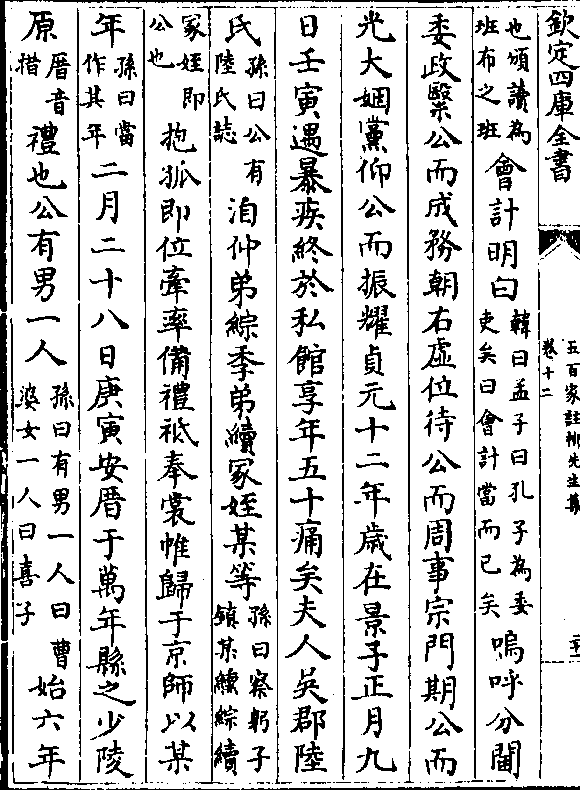 欽定四庫全書
五百家註柳先生集
卷十二
也頒讀為
班布之班
會計明白
韓曰孟子曰孔子為委
吏矣曰會計當而已矣
嗚呼分閫
委政繄公而成務朝右虛位待公而周事宗門期公而
光大姻黨仰公而振耀貞元十二年歳在景子正月九
日壬寅遇暴疾終於私館享年五十痛矣夫人吳郡陸
氏
孫曰公有
陸氏誌
洎仲弟綜季弟續冢姪某等
孫曰察躬子
鎮某續綜續
冢姪即
公也
抱孤即位牽率備禮祗奉裳帷歸于京師以某
年
孫曰當
作其年
二月二十八日庚寅安厝于萬年縣之少陵
原
厝音
措
禮也公有男一人
孫曰有男一人曰曹
婆女一人曰喜子
始六年